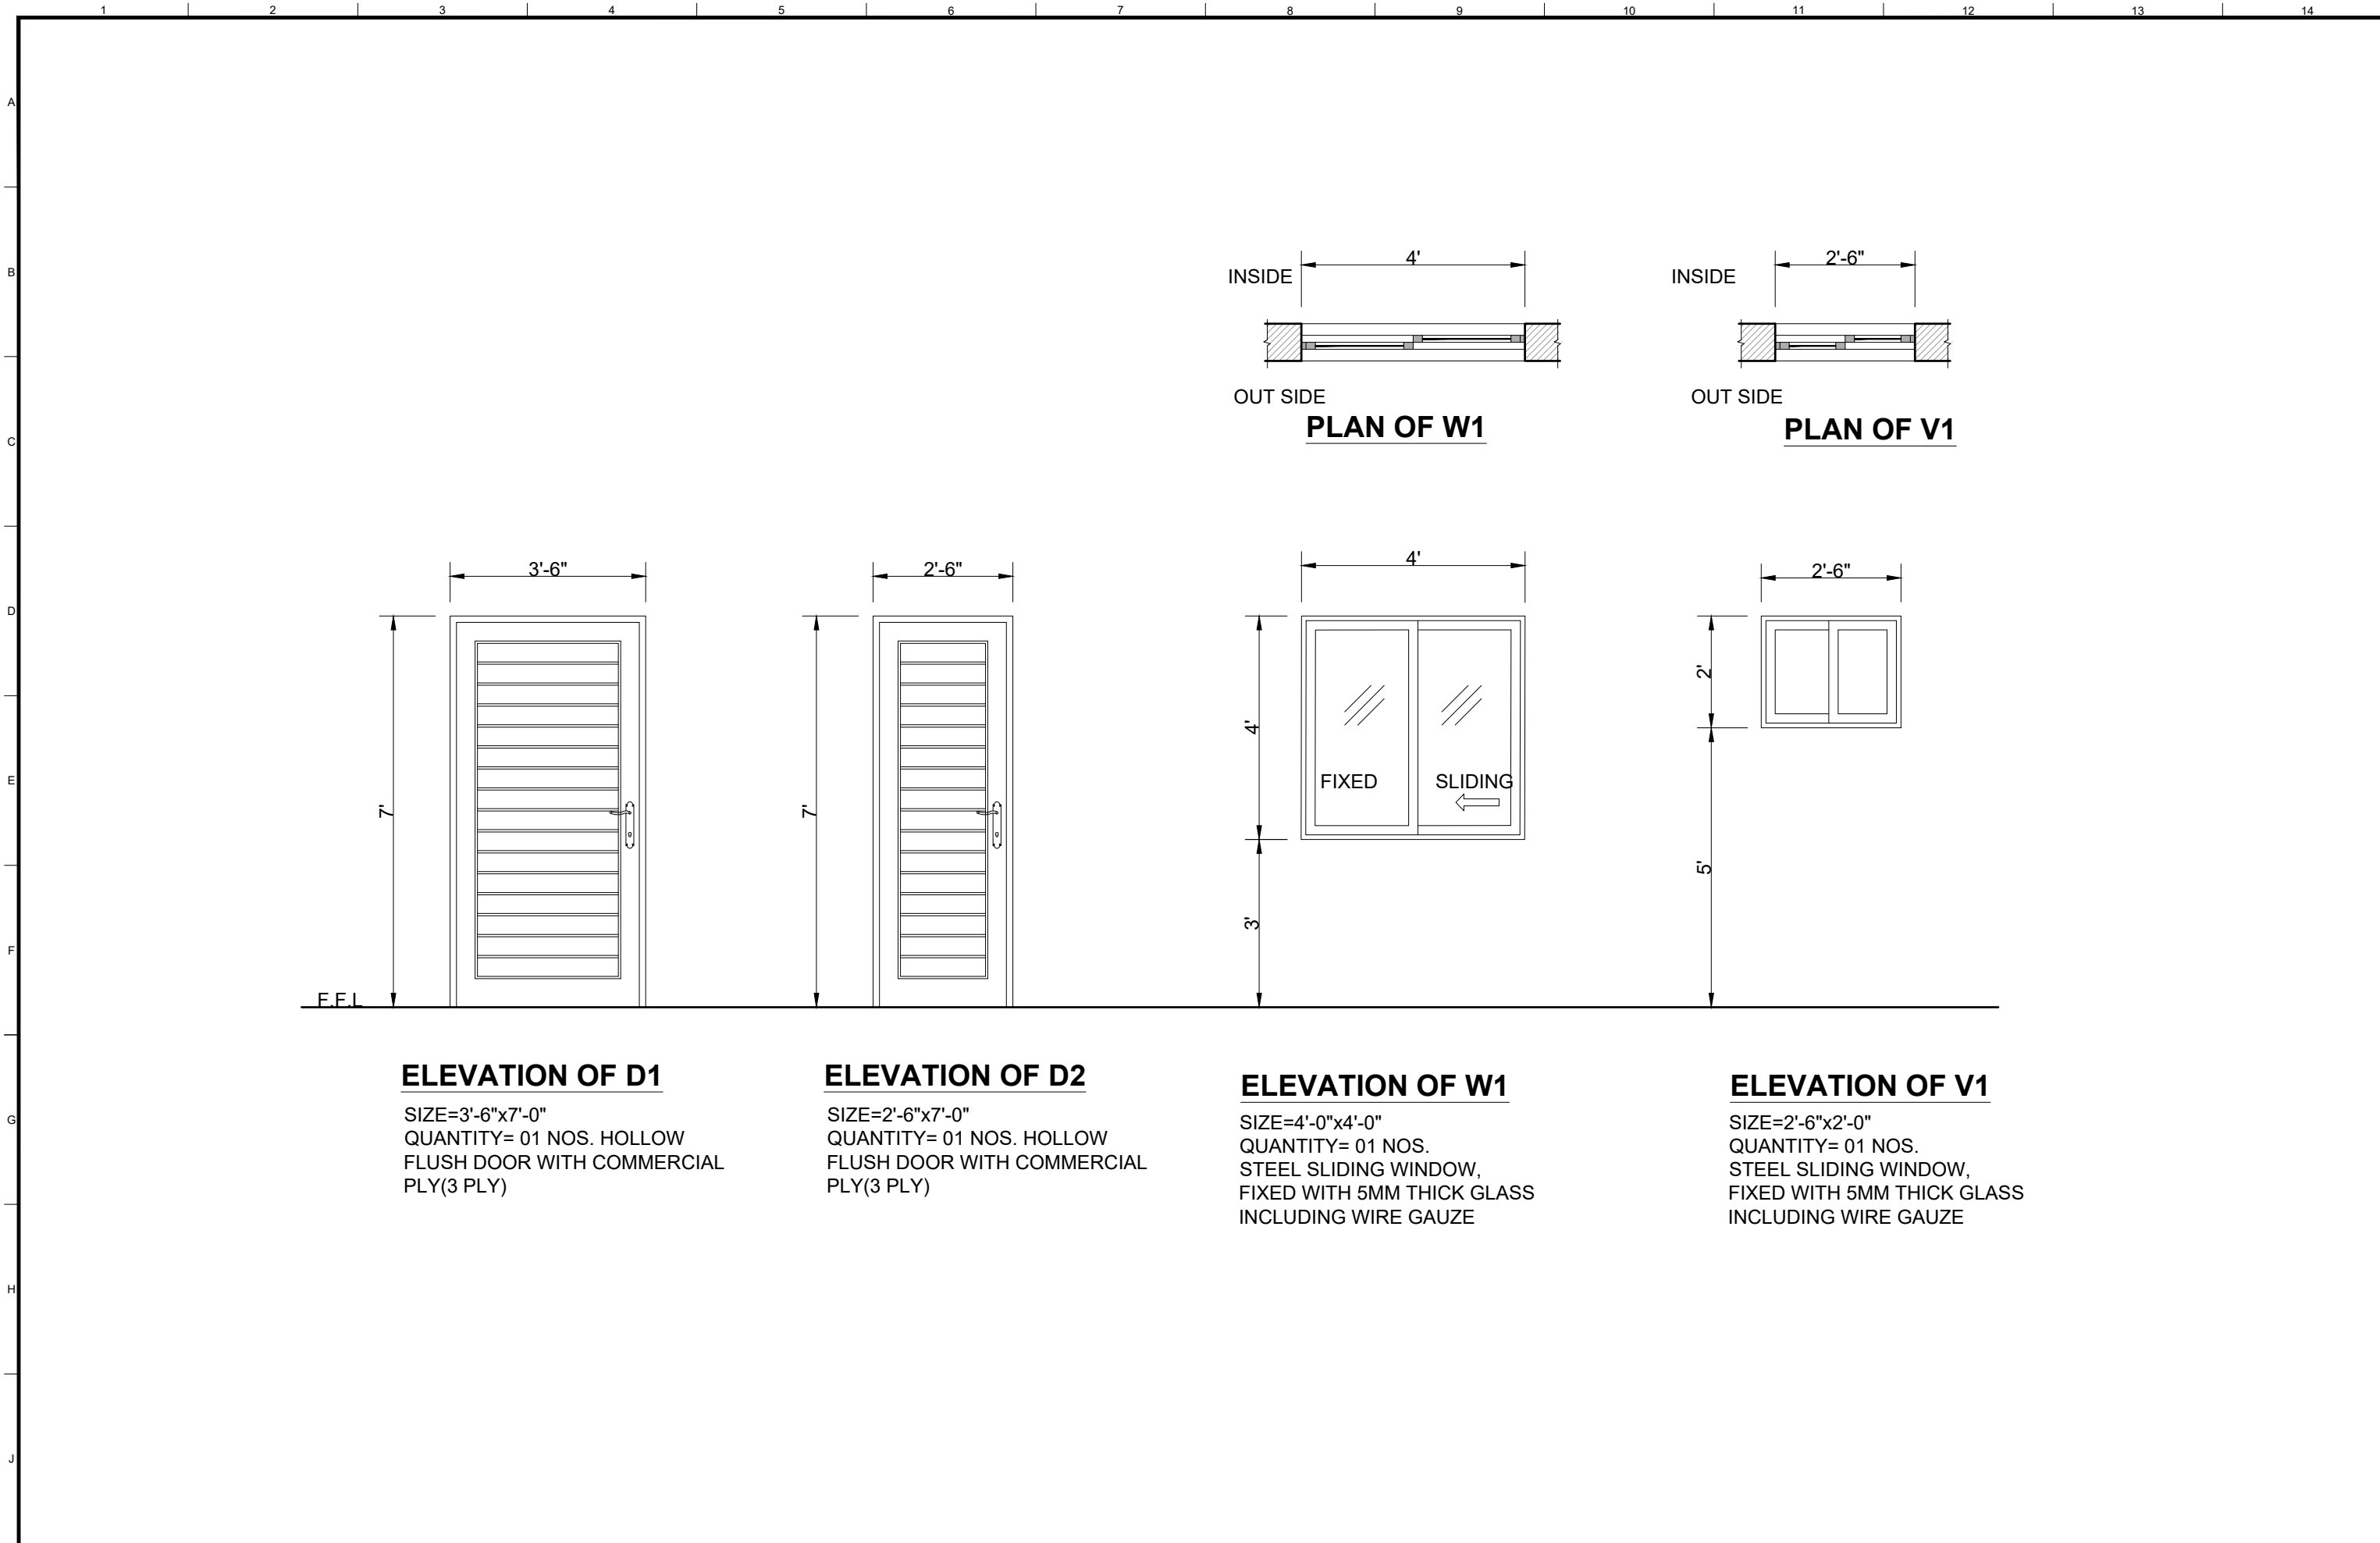 1 2 3 4 5 6 7 8 9 10 11 12 13 14
A
B
C
D
E
F
G
H
J
INSIDE
4'
OUT SIDE
PLAN OF W1
INSIDE
2'-6"
OUT SIDE
PLAN OF V1
3'-6"
7'
F.F.L
2'-6"
7'
4'
4'
3'
FIXED
SLIDING
2'-6"
2'
5'
ELEVATION OF D1
SIZE=3'-6"x7'-0"
QUANTITY= 01 NOS. HOLLOW
FLUSH DOOR WITH COMMERCIAL
PLY(3 PLY)
ELEVATION OF D2
SIZE=2'-6"x7'-0"
QUANTITY= 01 NOS. HOLLOW
FLUSH DOOR WITH COMMERCIAL
PLY(3 PLY)
ELEVATION OF W1
SIZE=4'-0"x4'-0"
QUANTITY= 01 NOS.
STEEL SLIDING WINDOW,
FIXED WITH 5MM THICK GLASS
INCLUDING WIRE GAUZE
ELEVATION OF V1
SIZE=2'-6"x2'-0"
QUANTITY= 01 NOS.
STEEL SLIDING WINDOW,
FIXED WITH 5MM THICK GLASS
INCLUDING WIRE GAUZE